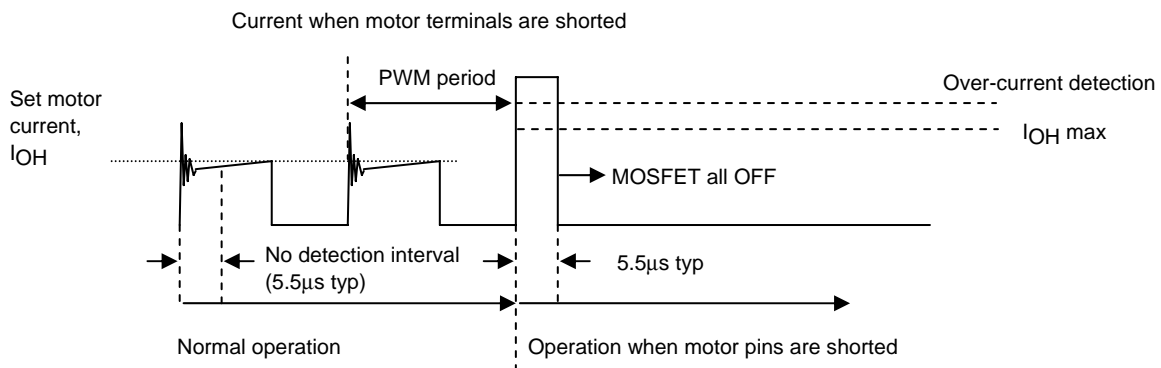 Current when motor terminals are shorted
PWM period
Over-current detection
Set motor
current,
IOH
IOH max
MOSFET all OFF
No detection interval
(5.5μs typ)
5.5μs typ
Normal operation
Operation when motor pins are shorted